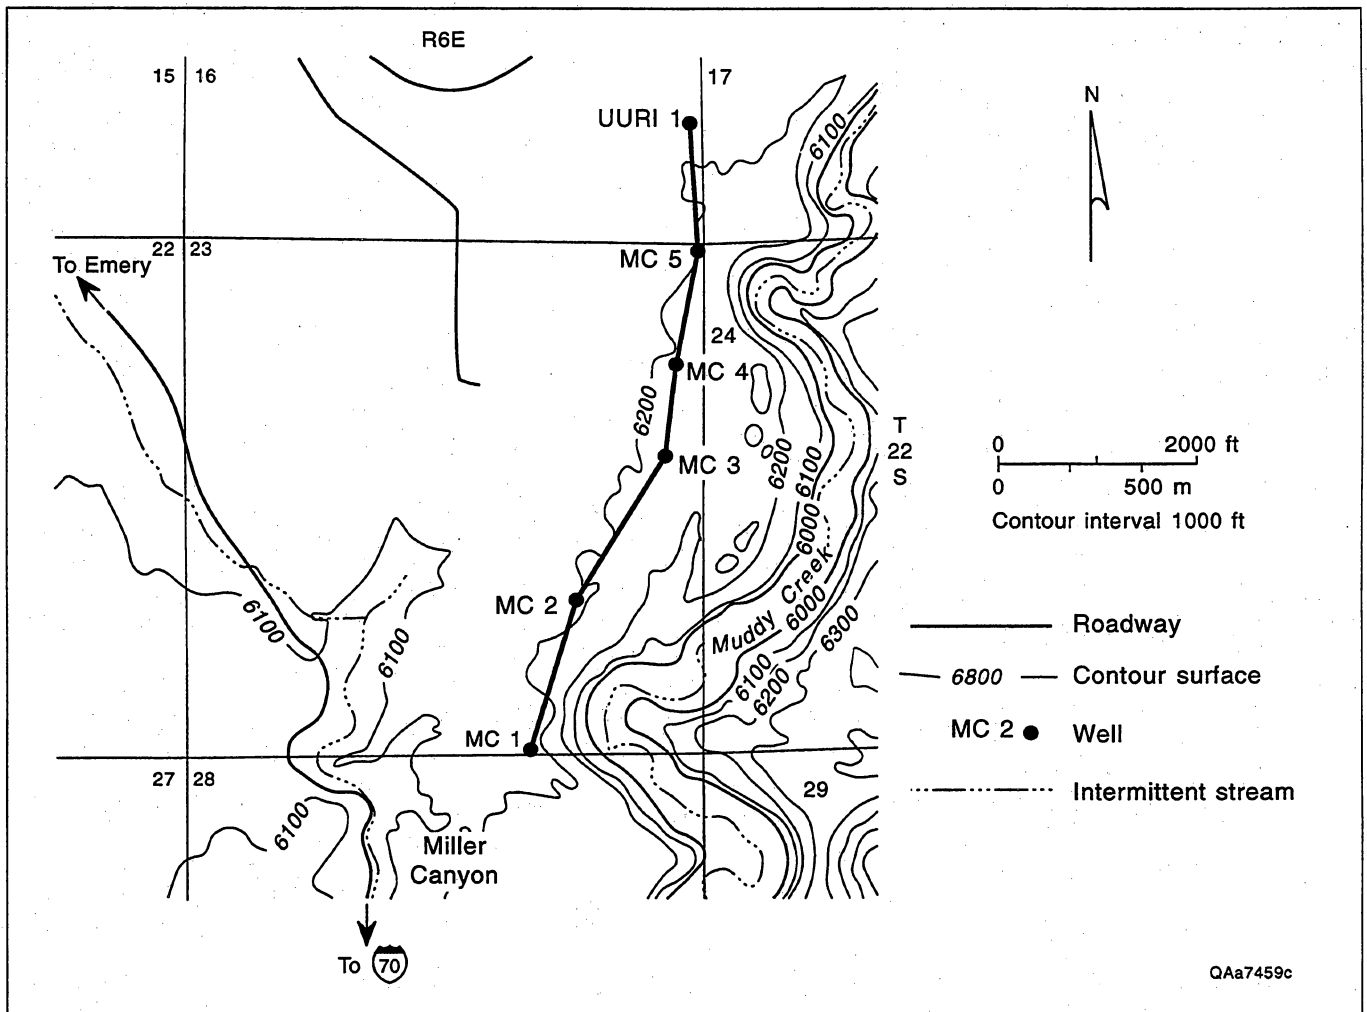 R6E
15 16
17
N
UURI 1
6100
22 23
To Emery
MC 5
24
MC 4
6200
T
22
S
0 2000 ft
0 500 m
Contour interval 1000 ft
MC 3
6200
6100
6000
Muddy Creek
6000
6300
6100
6200
MC 2
6100
6100
MC 1
27 28
29
6100
Miller
Canyon
Roadway
6800 Contour surface
MC 2 Well
Intermittent stream
To 70
QAa7459c